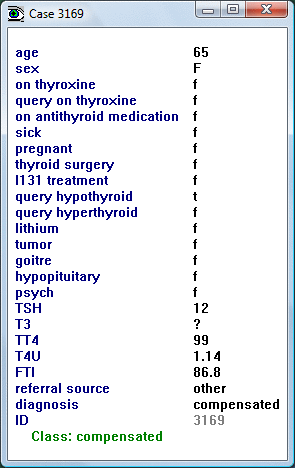 Case 3169
age 65
sex F
on thyroxine f
query on thyroxine f
on antithyroid medication f
sick f
pregnant f
thyroid surgery f
I131 treatment f
query hypothyroid t
query hyperthyroid f
lithium f
tumor f
goitre f
hypopituitary f
psych f
TSH 12
T3 ?
TT4 99
T4U 1.14
FTI 86.8
referral source other
diagnosis compensated
ID 3169
Class: compensated